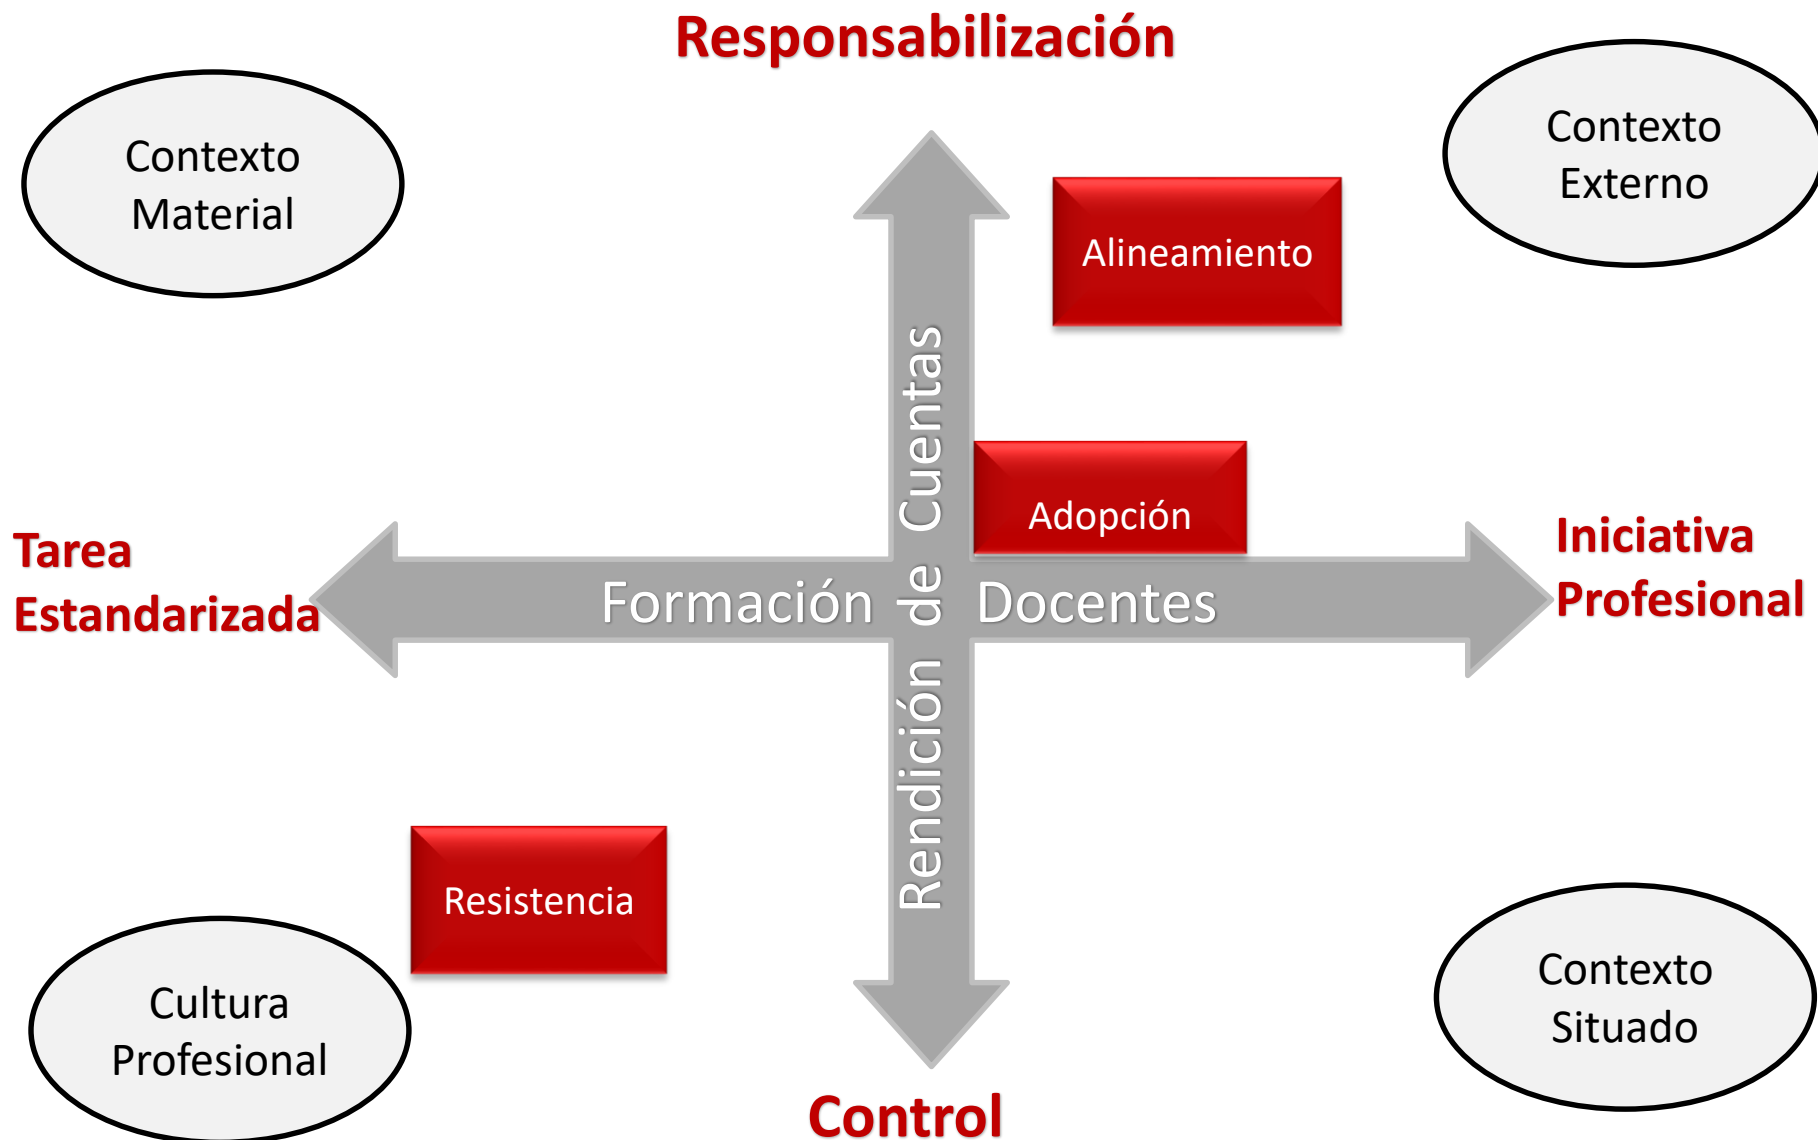 Responsabilización
Contexto
Material
Contexto
Externo
Alineamiento
Rendición de Cuentas
Adopción
Tarea
Estandarizada
Formación
Docentes
Iniciativa
Profesional
Resistencia
Cultura
Profesional
Contexto
Situado
Control